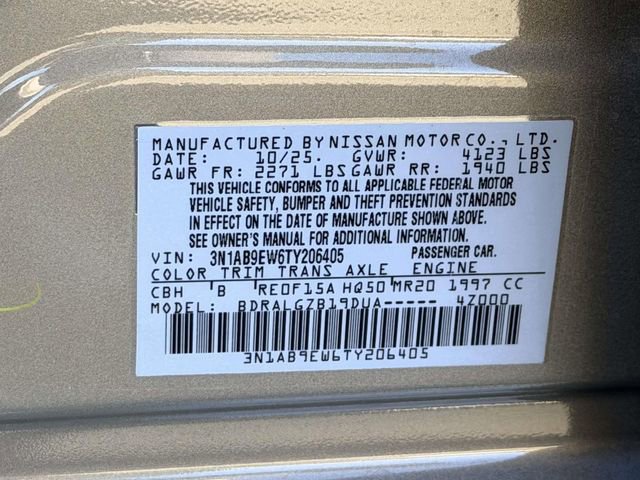 MANUFACTURED BY NISSAN MOTOR CO., LTD.
DATE: 10/25. GVWR: 4123 LBS
GAWR FR: 2271 LBS GAWR RR: 1940 LBS
THIS VEHICLE CONFORMS TO ALL APPLICABLE FEDERAL MOTOR
VEHICLE SAFETY, BUMPER AND THEFT PREVENTION STANDARDS
IN EFFECT ON THE DATE OF MANUFACTURE SHOWN ABOVE.
SEE OWNER'S MANUAL FOR ADDITIONAL INFORMATION.
VIN: 3N1AB9EW6TY206405 PASSENGER CAR.
COLOR TRIM TRANS AXLE ENGINE
CBH B RE0F15A HQ50 MR20 1997 CC
MODEL: BDRALGZB19DUA----- 4Z000
3N1AB9EW6TY206405